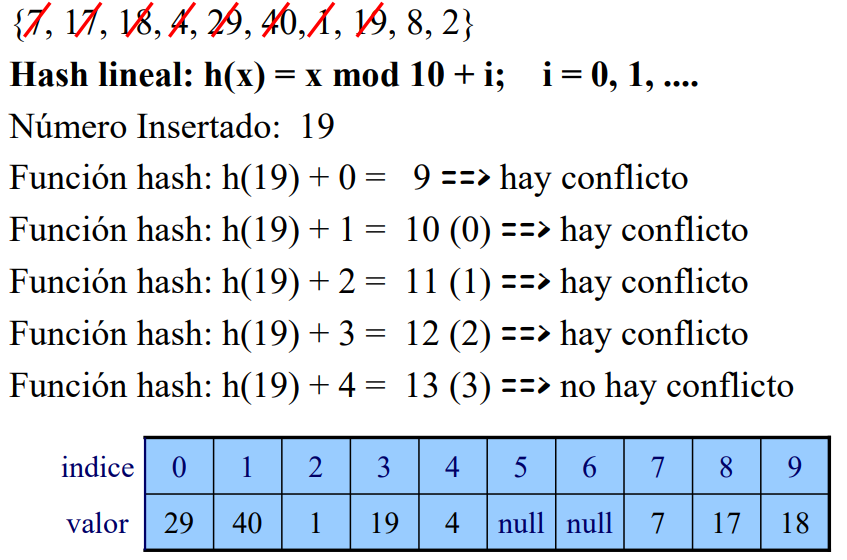 {7, 17, 18, 4, 29, 40, 1, 19, 8, 2}
Hash lineal: h(x) = x mod 10 + i; i = 0, 1, ....
Número Insertado: 19
Función hash: h(19) + 0 = 9 ==> hay conflicto
Función hash: h(19) + 1 = 10 (0) ==> hay conflicto
Función hash: h(19) + 2 = 11 (1) ==> hay conflicto
Función hash: h(19) + 3 = 12 (2) ==> hay conflicto
Función hash: h(19) + 4 = 13 (3) ==> no hay conflicto
indice 0 1 2 3 4 5 6 7 8 9
valor 29 40 1 19 4 null null 7 17 18